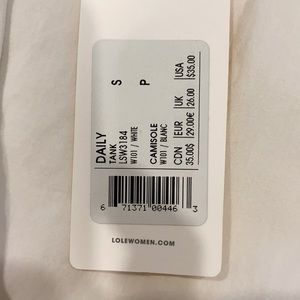 DAILY
TANK S
LSW3184
W101 / WHITE
CAMISOLE P
W101 / BLANC
CDN EUR UK USA
35.00$ 29.00€ 26.00 $35.00
6 71371 00446 3
LOLEWOMEN.COM